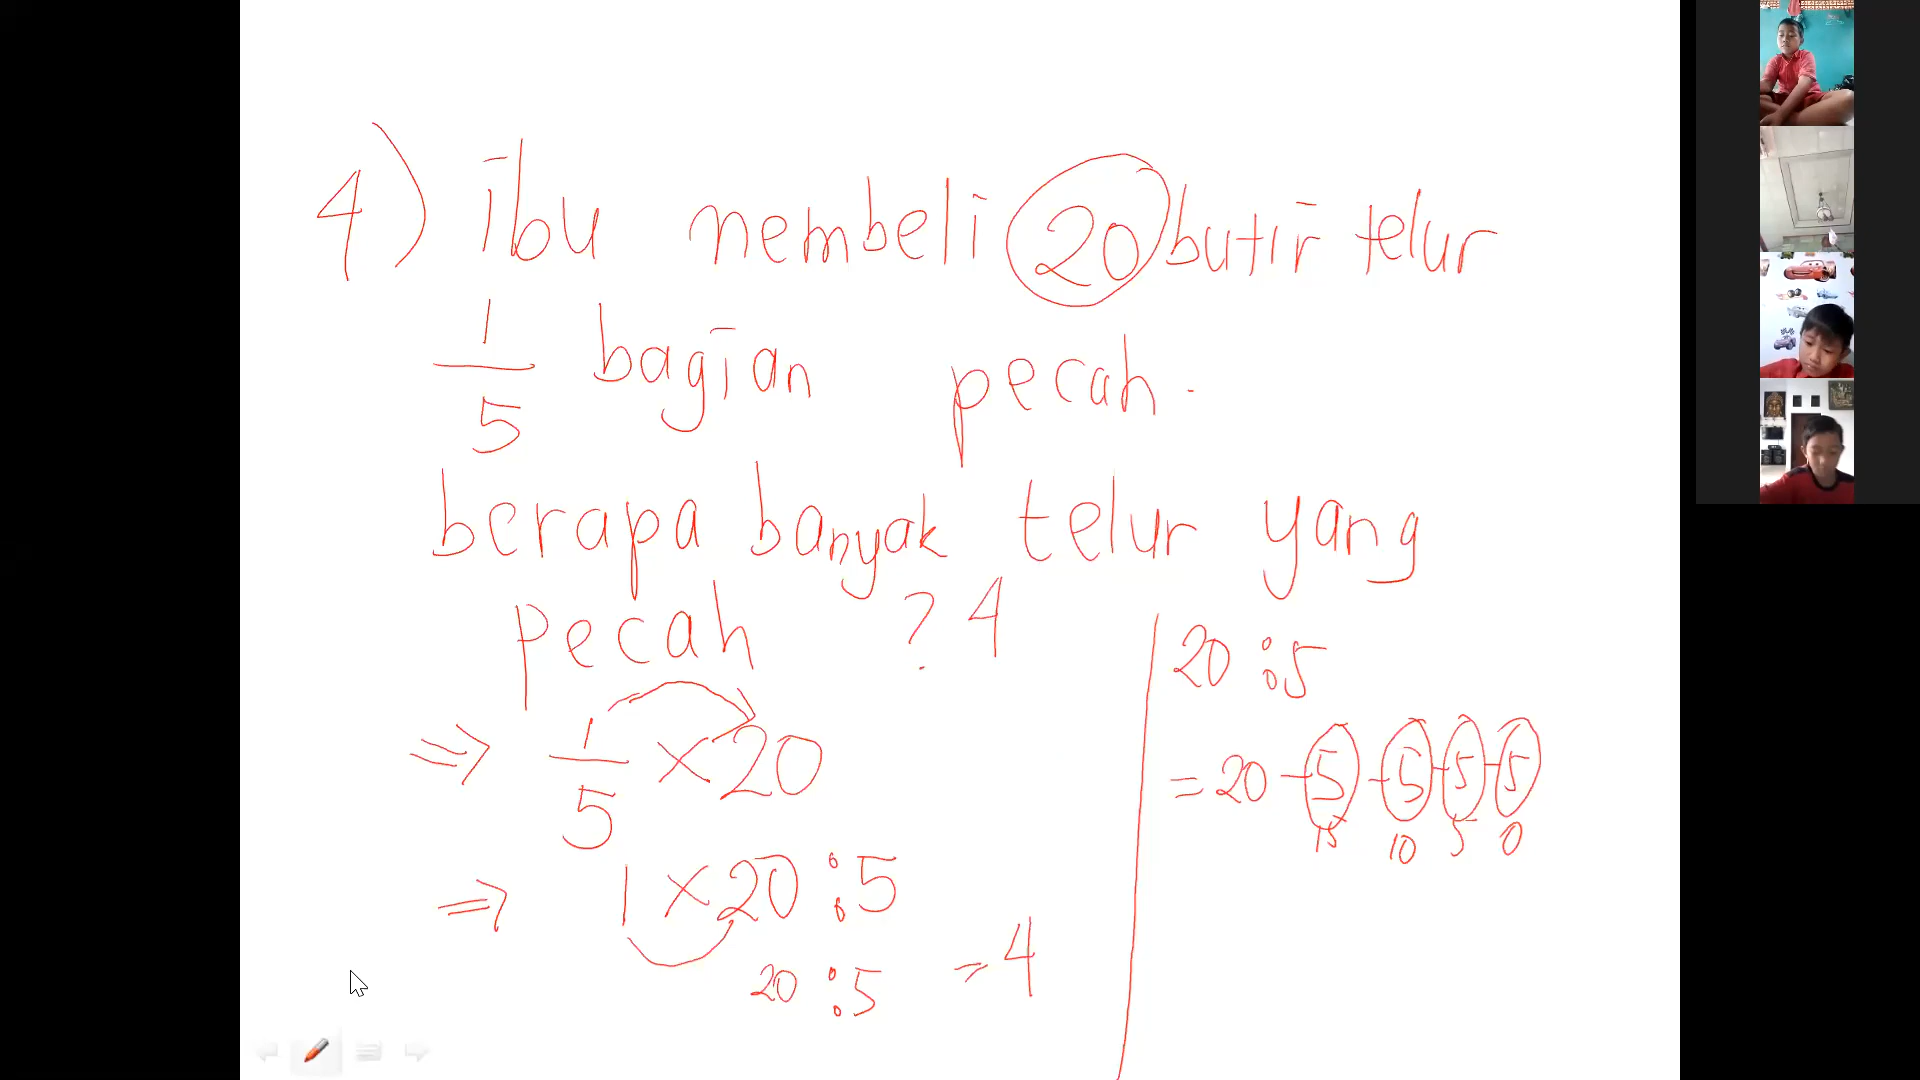 4) ibu membeli 20 butir telur
1/5 bagian pecah.
berapa banyak telur yang
pecah ? 4
⇒ 1/5 × 20
⇒ 1 × 20 : 5
20 : 5 = 4
20 : 5
= 20 - 5 - 5 - 5 - 5
15 10 5 0